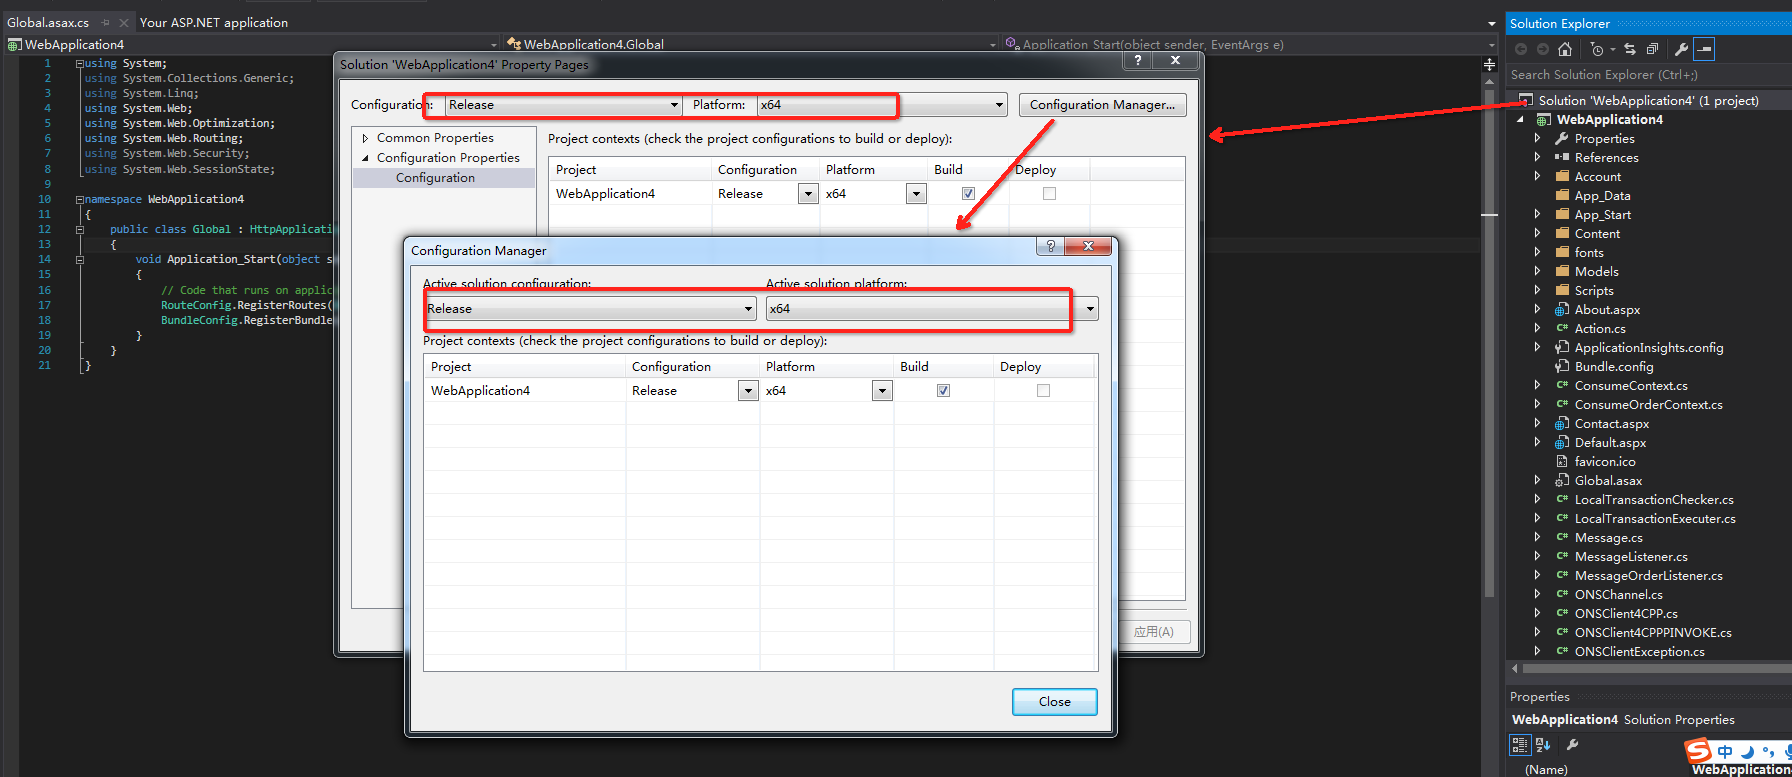 Global.asax.cs
Your ASP.NET application
WebApplication4
WebApplication4.Global
Application_Start(object sender, EventArgs e)
1 using System;
2 using System.Collections.Generic;
3 using System.Linq;
4 using System.Web;
5 using System.Web.Optimization;
6 using System.Web.Routing;
7 using System.Web.Security;
8 using System.Web.SessionState;
9
10 namespace WebApplication4
11 {
12 public class Global : HttpApplicati
13 {
14 void Application_Start(object s
15 {
16 // Code that runs on applic
17 RouteConfig.RegisterRoutes(
18 BundleConfig.RegisterBundle
19 }
20 }
21 }
Solution 'WebApplication4' Property Pages
Configuration: Release Platform: x64 Configuration Manager...
Common Properties
Configuration Properties
Configuration
Project contexts (check the project configurations to build or deploy):
Project Configuration Platform Build Deploy
WebApplication4 Release x64
应用(A)
Configuration Manager
Active solution configuration: Active solution platform:
Release x64
Project contexts (check the project configurations to build or deploy):
Project Configuration Platform Build Deploy
WebApplication4 Release x64
Close
Solution Explorer
Search Solution Explorer (Ctrl+;)
Solution 'WebApplication4' (1 project)
WebApplication4
Properties
References
Account
App_Data
App_Start
Content
fonts
Models
Scripts
About.aspx
Action.cs
ApplicationInsights.config
Bundle.config
ConsumeContext.cs
ConsumeOrderContext.cs
Contact.aspx
Default.aspx
favicon.ico
Global.asax
LocalTransactionChecker.cs
LocalTransactionExecuter.cs
Message.cs
MessageListener.cs
MessageOrderListener.cs
ONSChannel.cs
ONSClient4CPP.cs
ONSClient4CPPPINVOKE.cs
ONSClientException.cs
Properties
WebApplication4 Solution Properties
中
(Name) WebApplication